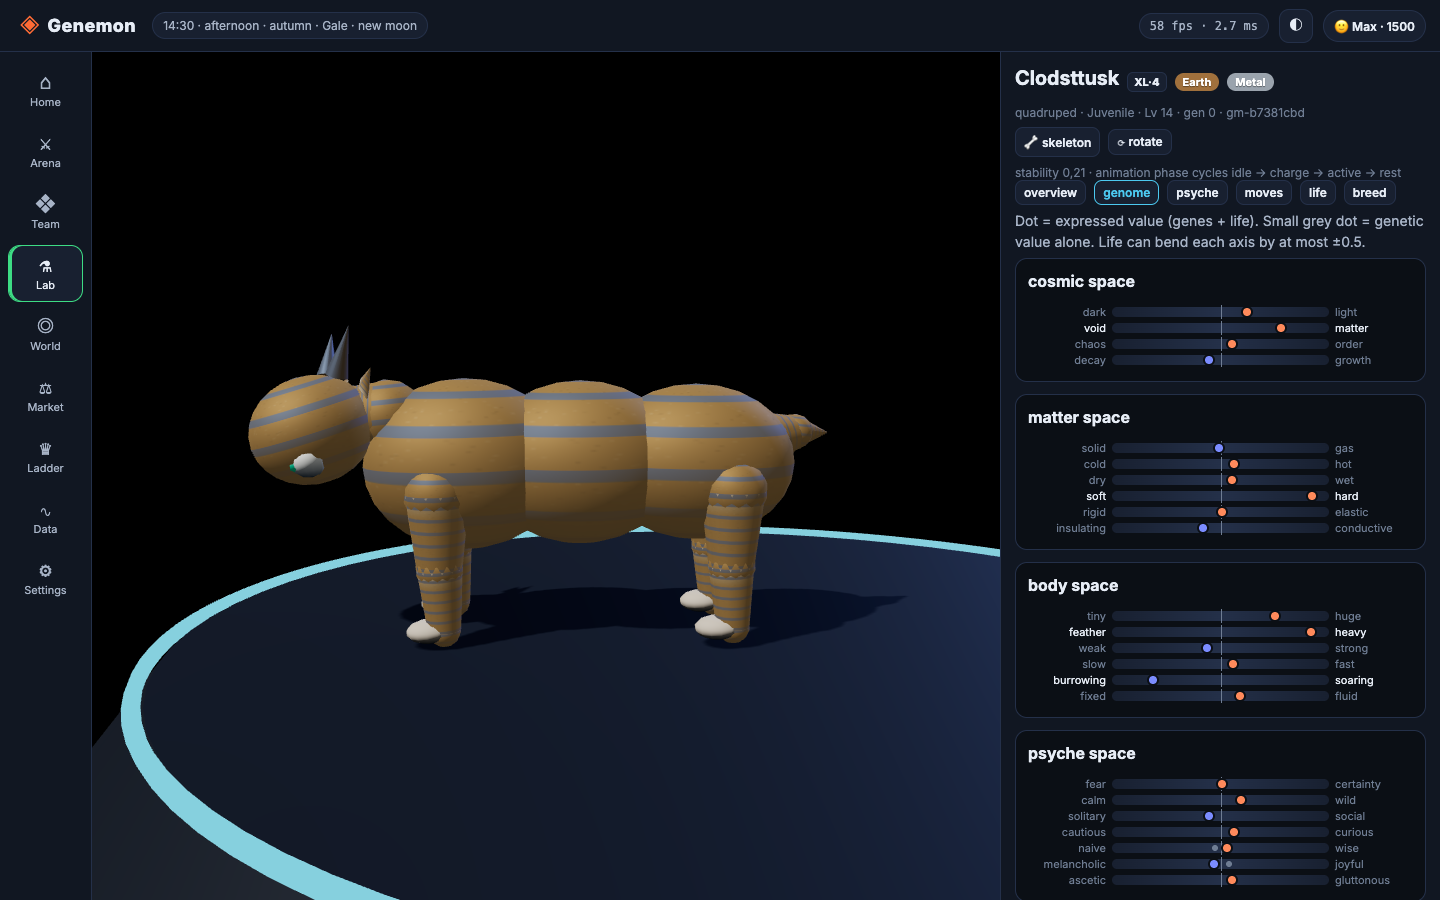 Genemon
14:30 · afternoon · autumn · Gale · new moon
58 fps · 2.7 ms
Max · 1500
Home
Arena
Team
Lab
World
Market
Ladder
Data
Settings
Clodsttusk XL·4 Earth Metal
quadruped · Juvenile · Lv 14 · gen 0 · gm-b7381cbd
skeleton rotate
stability 0,21 · animation phase cycles idle → charge → active → rest
overview genome psyche moves life breed
Dot = expressed value (genes + life). Small grey dot = genetic
value alone. Life can bend each axis by at most ±0.5.
cosmic space
dark light
void matter
chaos order
decay growth
matter space
solid gas
cold hot
dry wet
soft hard
rigid elastic
insulating conductive
body space
tiny huge
feather heavy
weak strong
slow fast
burrowing soaring
fixed fluid
psyche space
fear certainty
calm wild
solitary social
cautious curious
naive wise
melancholic joyful
ascetic gluttonous